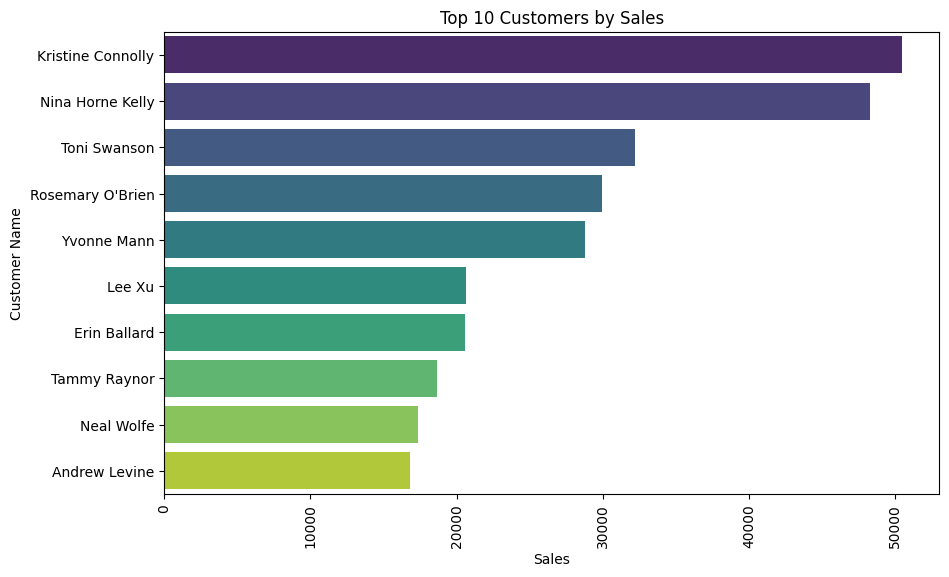 Top 10 Customers by Sales
Customer Name
Kristine Connolly
Nina Horne Kelly
Toni Swanson
Rosemary O'Brien
Yvonne Mann
Lee Xu
Erin Ballard
Tammy Raynor
Neal Wolfe
Andrew Levine
0
10000
20000
30000
40000
50000
Sales